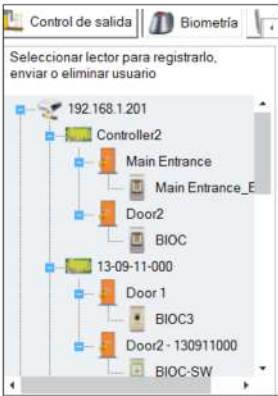 Control de salida
Biometría
Seleccionar lector para registrarlo,
enviar o eliminar usuario
192.168.1.201
Controller2
Main Entrance
Main Entrance_E
Door2
BIOC
13-09-11-000
Door 1
BIOC3
Door2 - 130911000
BIOC-SW